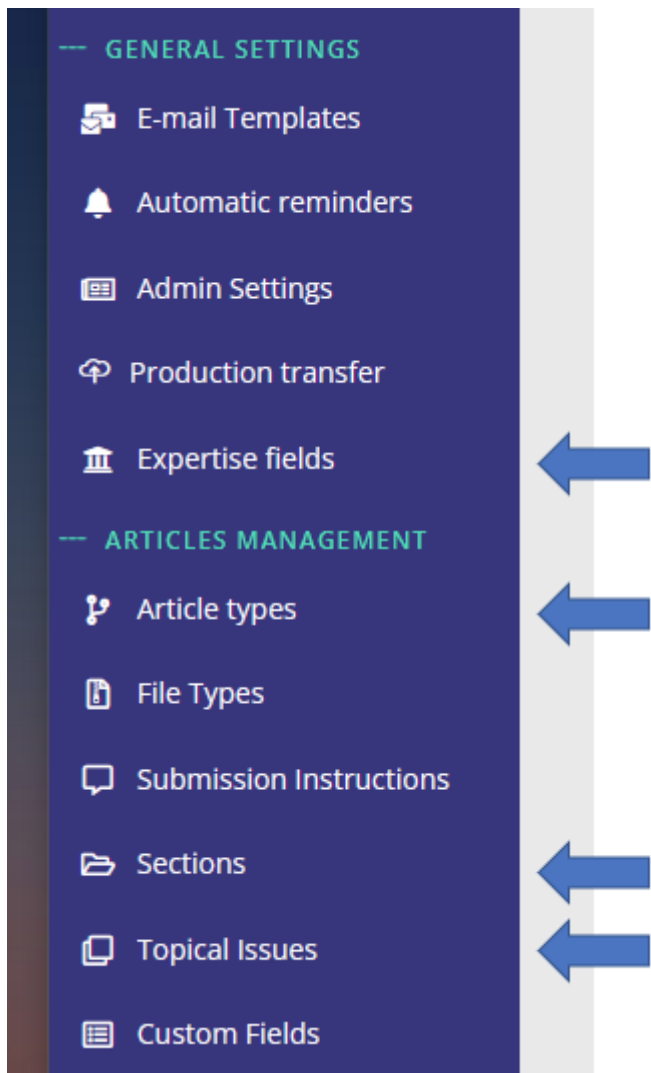 GENERAL SETTINGS
E-mail Templates
Automatic reminders
Admin Settings
Production transfer
Expertise fields
ARTICLES MANAGEMENT
Article types
File Types
Submission Instructions
Sections
Topical Issues
Custom Fields